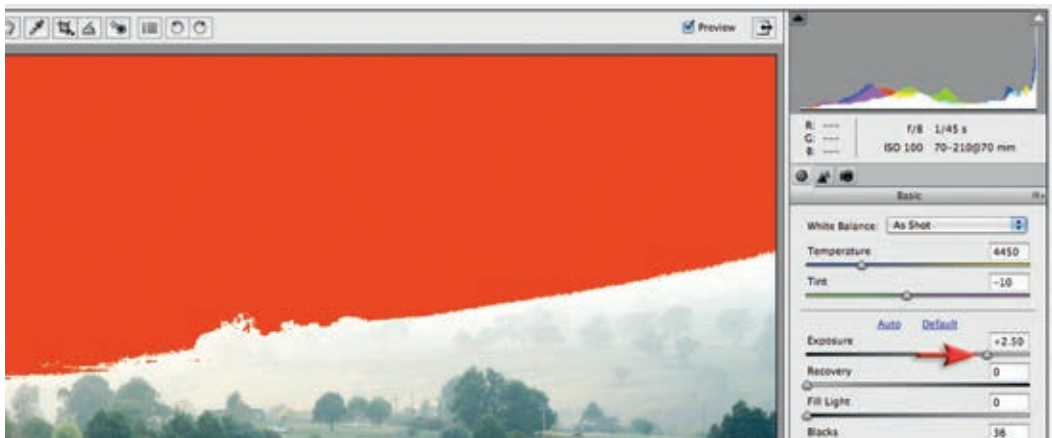 Preview
R: ---
G: ---
B: ---
f/8 1/45 s
ISO 100 70-210@70 mm
Basic
White Balance: As Shot
Temperature 4450
Tint -10
Auto Default
Exposure +2.50
Recovery 0
Fill Light 0
Blacks 36